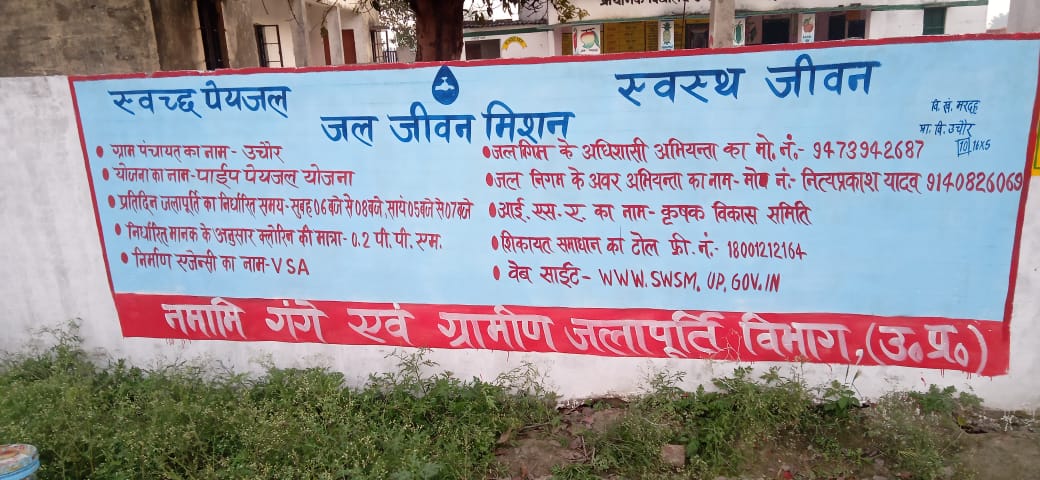 स्वच्छ पेयजल
स्वस्थ जीवन
जल जीवन मिशन
वि. सं. मरदह
ग्रा. वि: उचौर
10 16x5
• ग्राम पंचायत का नाम - उचौर
• योजना का नाम - पाईप पेयजल योजना
• प्रतिदिन जलापूर्ति का निर्धारित समय - सुबह 06 बजे से 08 बजे, सायं 05 बजे से 07 बजे
• निर्धारित मानक के अनुसार क्लोरिन की मात्रा - 0.2 पी. पी. एम.
• निर्माण एजेन्सी का नाम - VSA
• जल निगम के अधिशासी अभियन्ता का मो. नं. - 9473942687
• जल निगम के अवर अभियन्ता का नाम - मोब नं: - नित्यप्रकाश यादव 9140826069
• आई. एस. ए. का नाम - कृषक विकास समिति
• शिकायत समाधान का टोल फ्री. नं. - 18001212164
• वेब साईट - WWW.SWSM.UP.GOV.IN
नमामि गंगे एवं ग्रामीण जलापूर्ति विभाग, (उ॰ प्र॰)